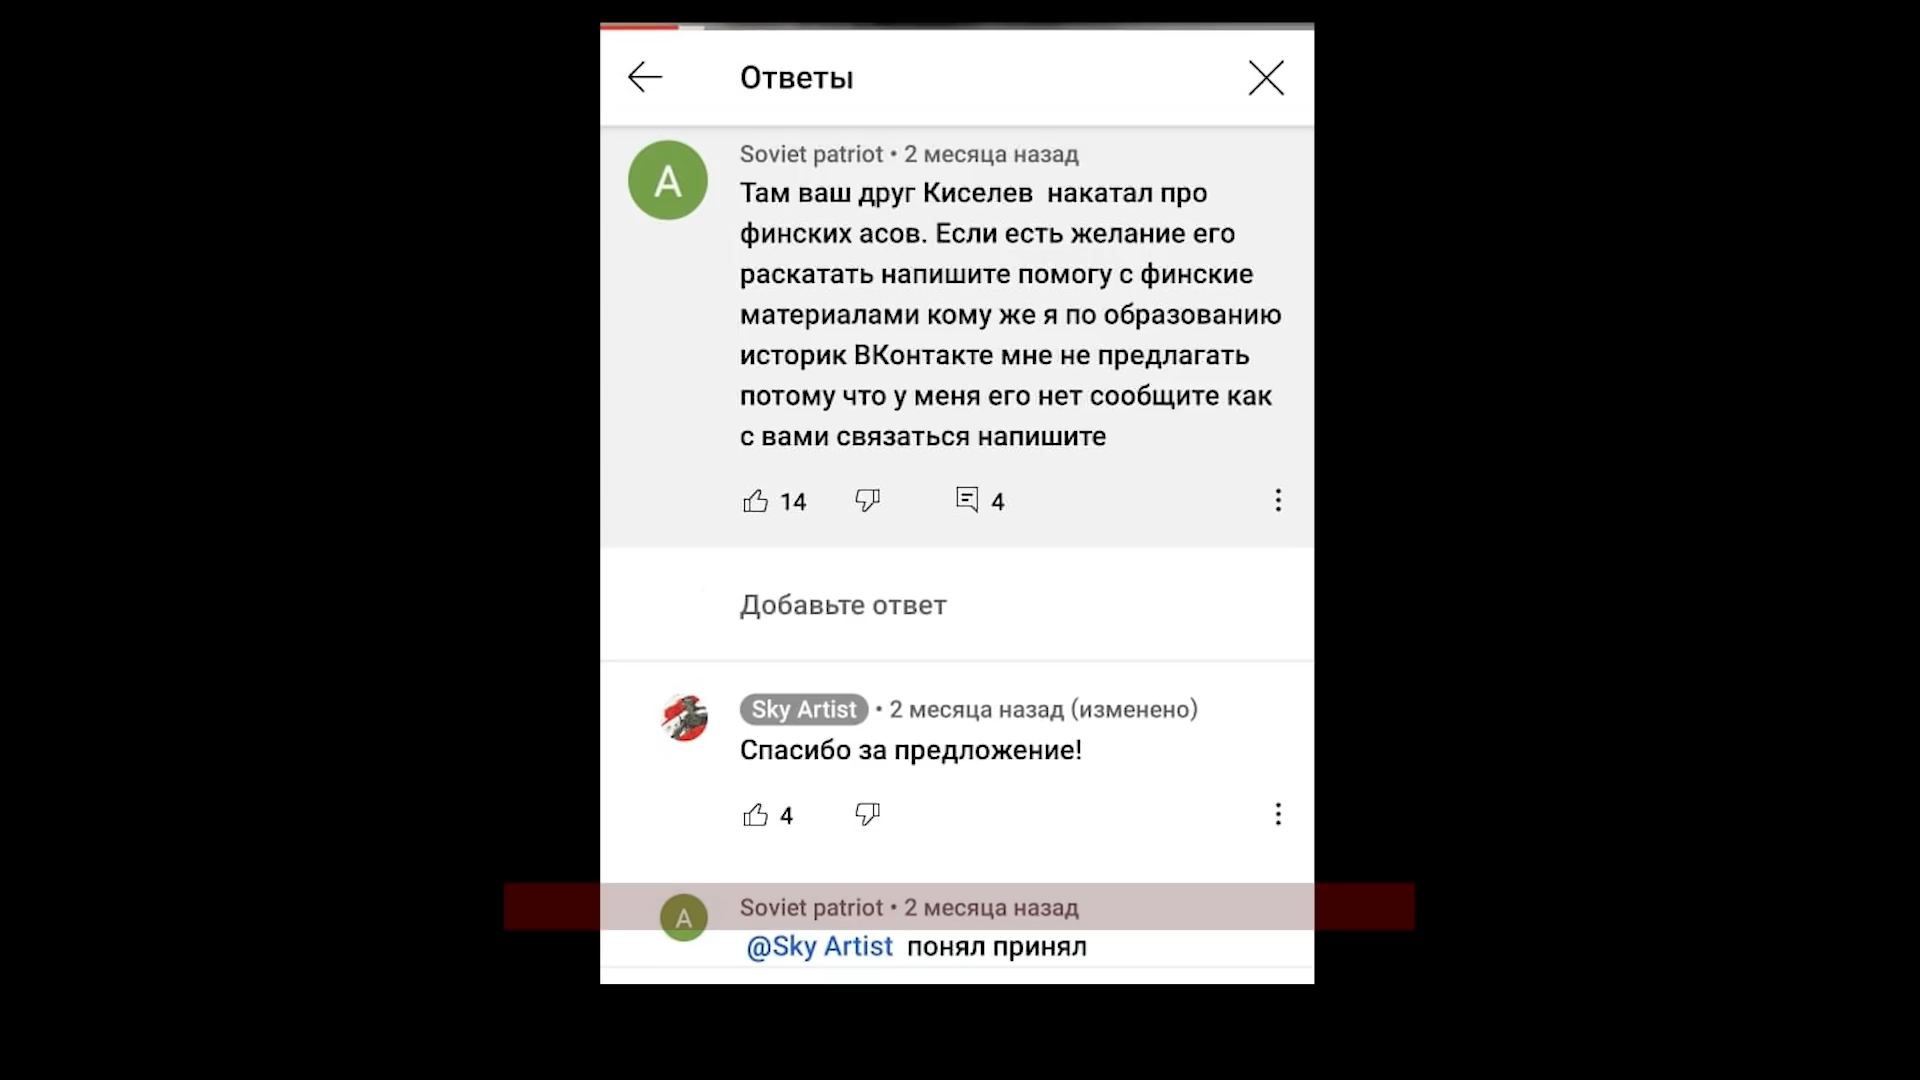 Ответы
A
Soviet patriot • 2 месяца назад
Там ваш друг Киселев накатал про
финских асов. Если есть желание его
раскатать напишите помогу с финские
материалами кому же я по образованию
историк ВКонтакте мне не предлагать
потому что у меня его нет сообщите как
с вами связаться напишите
14 4
Добавьте ответ
Sky Artist • 2 месяца назад (изменено)
Спасибо за предложение!
4
A
Soviet patriot • 2 месяца назад
@Sky Artist понял принял